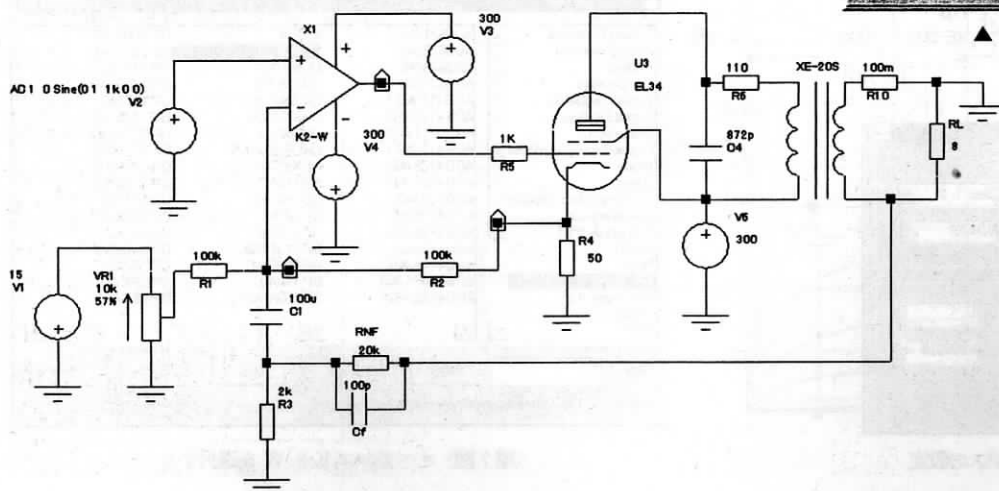 X1
300
V3
U3
EL34
AC 1 0 Sine(0 1 1k 0 0)
V2
K2-W
300
V4
1K
R5
110
R6
XE-20S
100m
R10
872p
C4
RL
8
V5
300
R4
50
15
V1
VR1
10k
57%
100k
R1
100k
R2
100u
C1
RNF
20k
100p
Cf
2k
R3